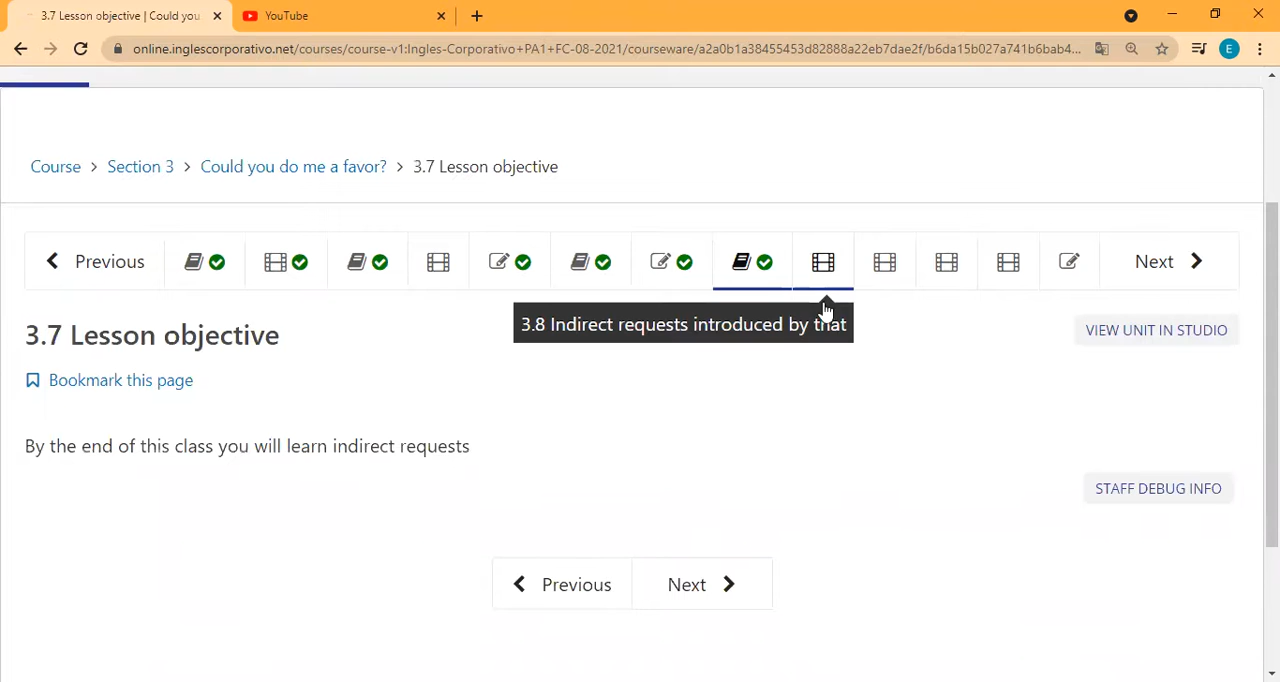 3.7 Lesson objective | Could you
YouTube
online.inglescorporativo.net/courses/course-v1:Ingles-Corporativo+PA1+FC-08-2021/courseware/a2a0b1a38455453d82888a22eb7dae2f/b6da15b027a741b6bab4...
E
Course > Section 3 > Could you do me a favor? > 3.7 Lesson objective
Previous
Next
3.8 Indirect requests introduced by that
3.7 Lesson objective
VIEW UNIT IN STUDIO
Bookmark this page
By the end of this class you will learn indirect requests
STAFF DEBUG INFO
Previous
Next